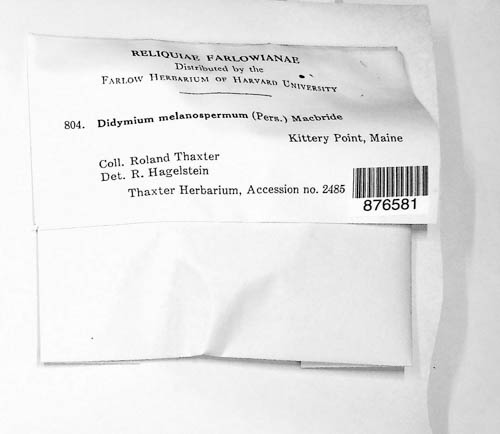 RELIQUIAE FARLOWIANAE
Distributed by the
FARLOW HERBARIUM OF HARVARD UNIVERSITY
804. Didymium melanospermum (Pers.) Macbride
Kittery Point, Maine
Coll. Roland Thaxter
Det. R. Hagelstein
Thaxter Herbarium, Accession no. 2485
876581